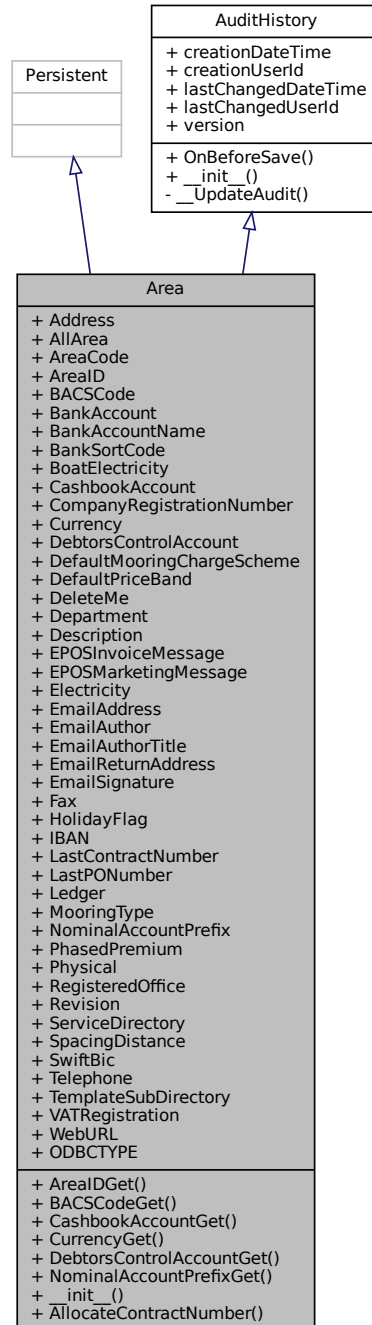 AuditHistory
+ creationDateTime
+ creationUserId
+ lastChangedDateTime
+ lastChangedUserId
+ version
+ OnBeforeSave()
+ __init__()
- __UpdateAudit()
Persistent
Area
+ Address
+ AllArea
+ AreaCode
+ AreaID
+ BACSCode
+ BankAccount
+ BankAccountName
+ BankSortCode
+ BoatElectricity
+ CashbookAccount
+ CompanyRegistrationNumber
+ Currency
+ DebtorsControlAccount
+ DefaultMooringChargeScheme
+ DefaultPriceBand
+ DeleteMe
+ Department
+ Description
+ EPOSInvoiceMessage
+ EPOSMarketingMessage
+ Electricity
+ EmailAddress
+ EmailAuthor
+ EmailAuthorTitle
+ EmailReturnAddress
+ EmailSignature
+ Fax
+ HolidayFlag
+ IBAN
+ LastContractNumber
+ LastPONumber
+ Ledger
+ MooringType
+ NominalAccountPrefix
+ PhasedPremium
+ Physical
+ RegisteredOffice
+ Revision
+ ServiceDirectory
+ SpacingDistance
+ SwiftBic
+ Telephone
+ TemplateSubDirectory
+ VATRegistration
+ WebURL
+ ODBCTYPE
+ AreaIDGet()
+ BACSCodeGet()
+ CashbookAccountGet()
+ CurrencyGet()
+ DebtorsControlAccountGet()
+ NominalAccountPrefixGet()
+ __init__()
+ AllocateContractNumber()